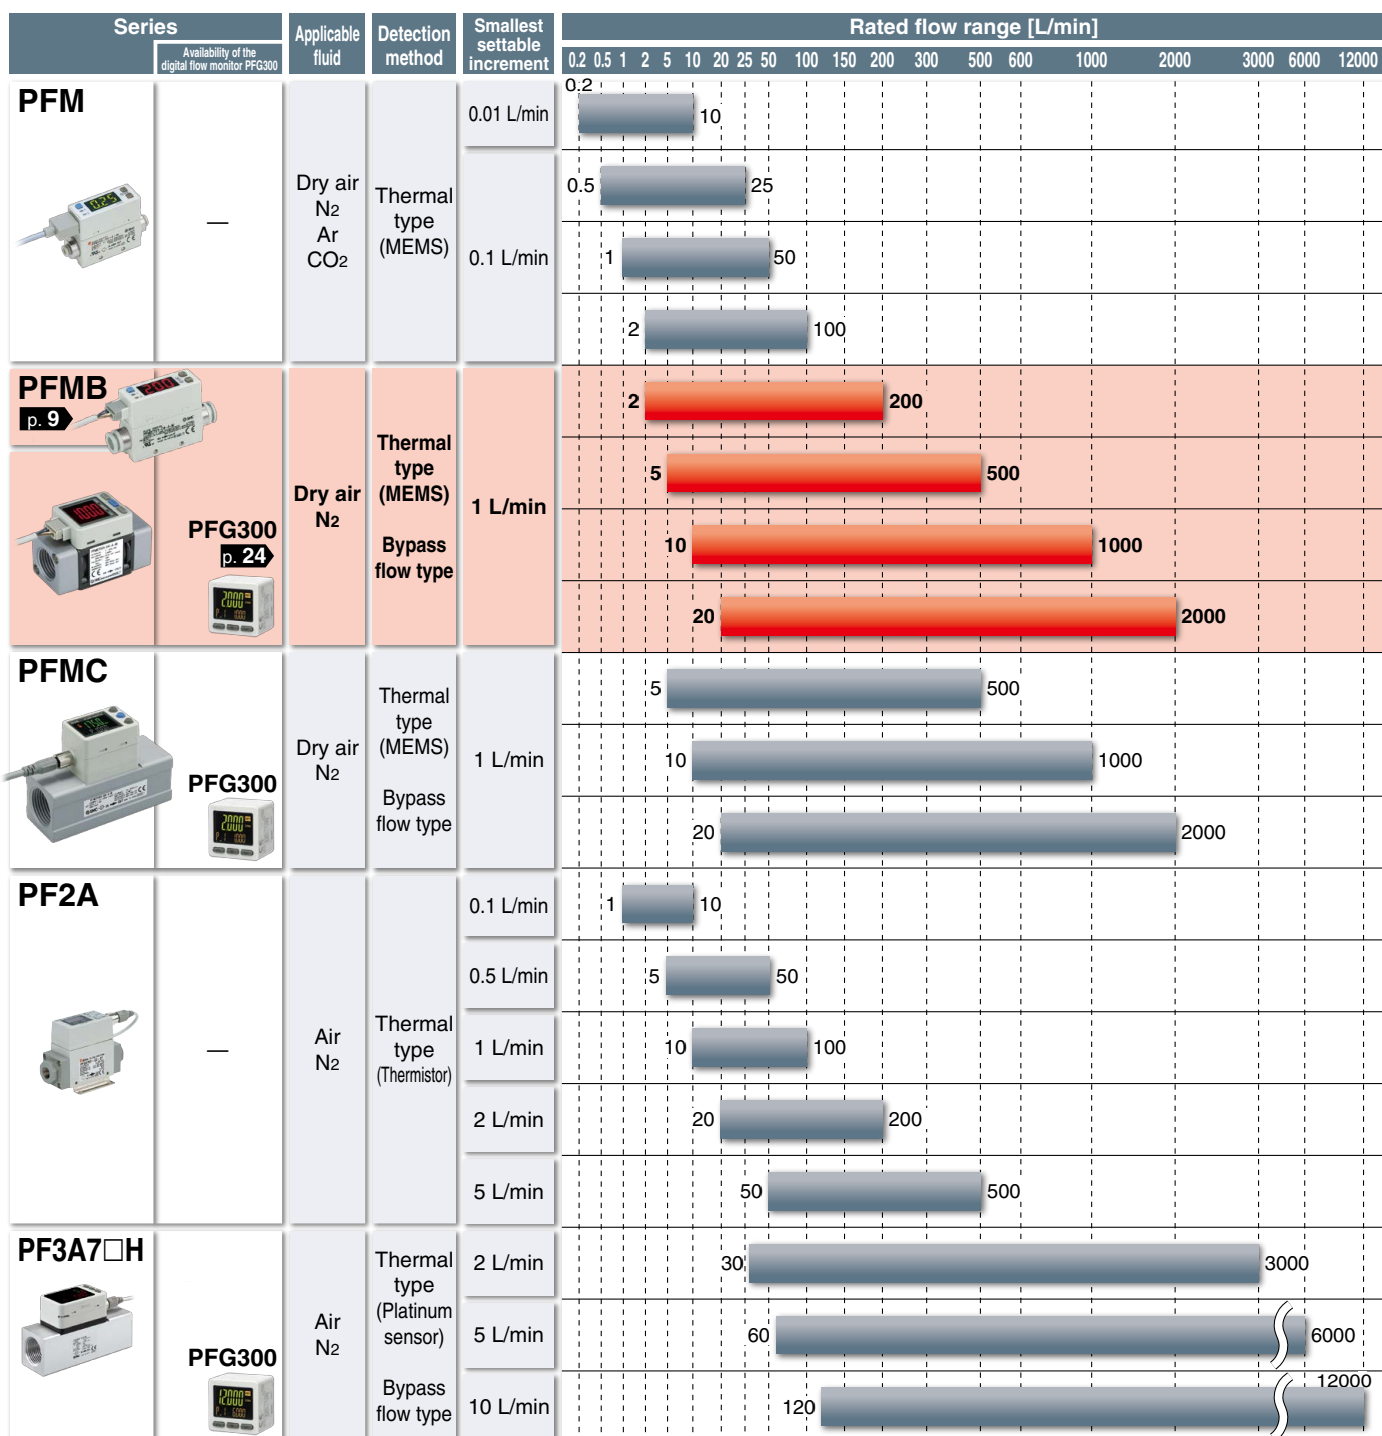 Series
Availability of the
digital flow monitor PFG300
Applicable
fluid
Detection
method
Smallest
settable
increment
Rated flow range [L/min]
0.2 0.5 1 2 5 10 20 25 50 100 150 200 300 500 600 1000 2000 3000 6000 12000
PFM
—
Dry air
N2
Ar
CO2
Thermal
type
(MEMS)
0.01 L/min
0.2
10
0.1 L/min
0.5
25
1
50
2
100
PFMB
p. 9
PFG300
p. 24
Dry air
N2
Thermal
type
(MEMS)
Bypass
flow type
1 L/min
2
200
5
500
10
1000
20
2000
PFMC
PFG300
Dry air
N2
Thermal
type
(MEMS)
Bypass
flow type
1 L/min
5
500
10
1000
20
2000
PF2A
—
Air
N2
Thermal
type
(Thermistor)
0.1 L/min
1
10
0.5 L/min
5
50
1 L/min
10
100
2 L/min
20
200
5 L/min
50
500
PF3A7□H
PFG300
Air
N2
Thermal
type
(Platinum
sensor)
Bypass
flow type
2 L/min
30
3000
5 L/min
60
6000
10 L/min
120
12000